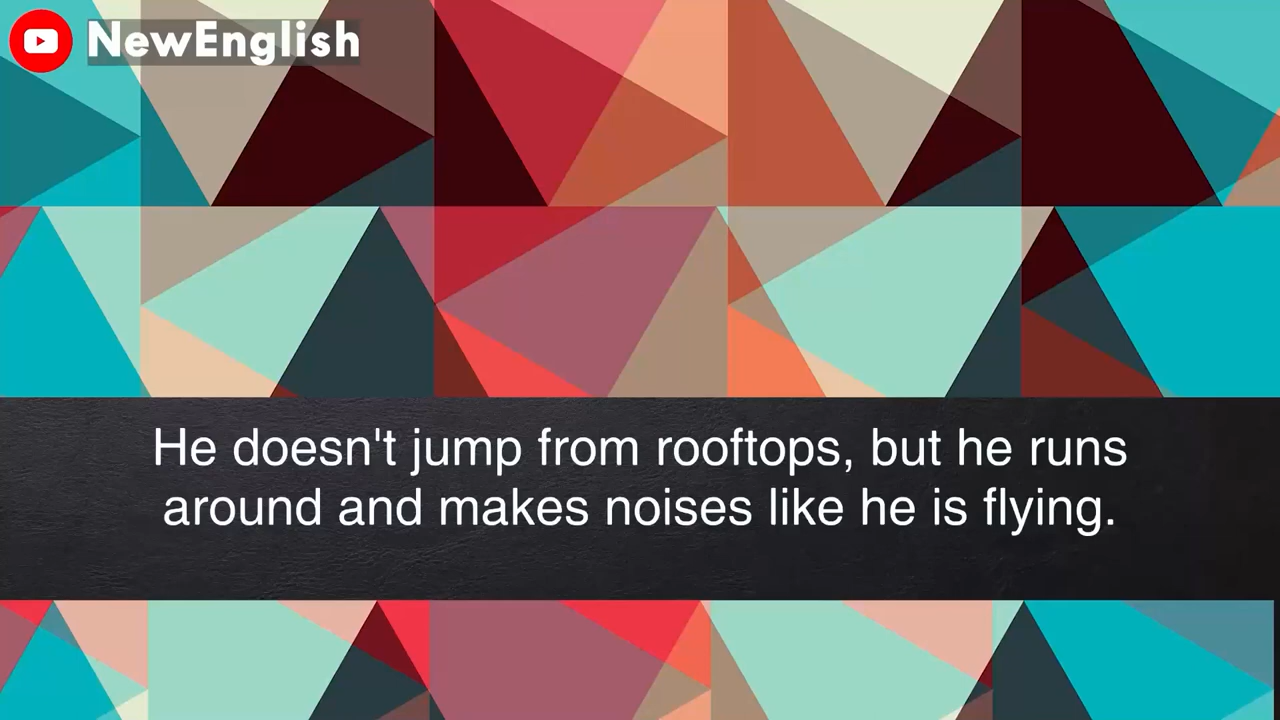 NewEnglish
He doesn't jump from rooftops, but he runs
around and makes noises like he is flying.